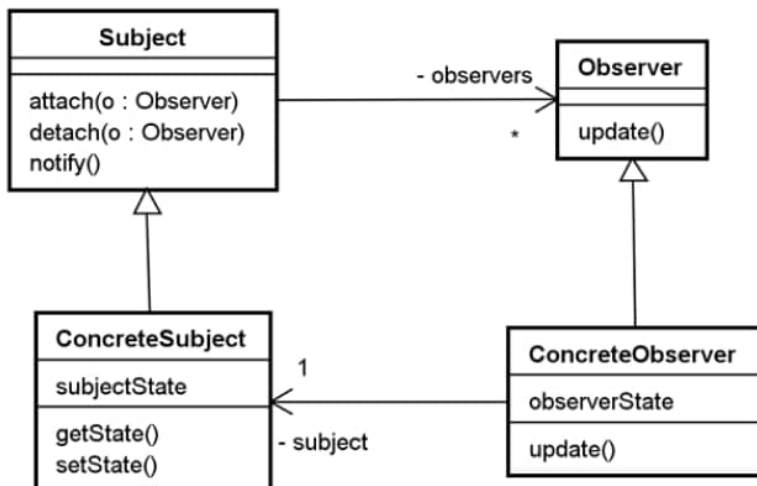 Subject
attach(o : Observer)
detach(o : Observer)
notify()
- observers
*
Observer
update()
ConcreteSubject
subjectState
getState()
setState()
1
- subject
ConcreteObserver
observerState
update()